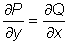 ∂P/∂y = ∂Q/∂x